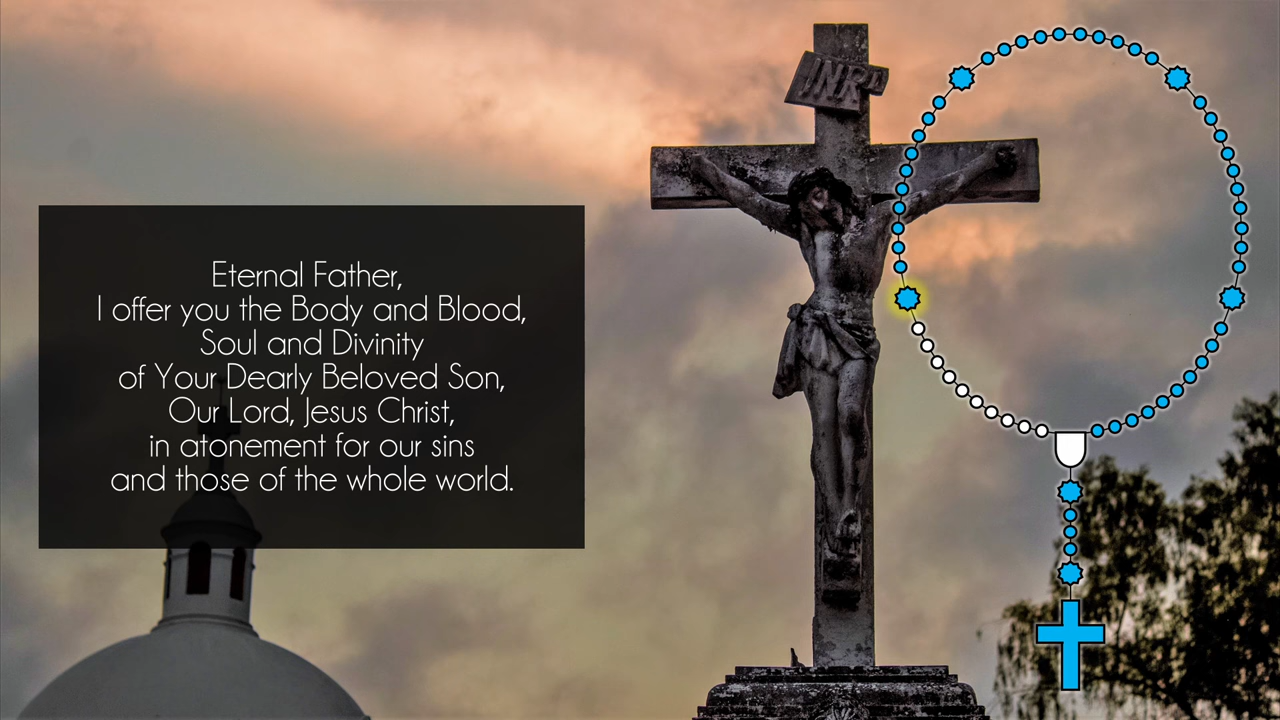 INRI
Eternal Father,
I offer you the Body and Blood,
Soul and Divinity
of Your Dearly Beloved Son,
Our Lord, Jesus Christ,
in atonement for our sins
and those of the whole world.